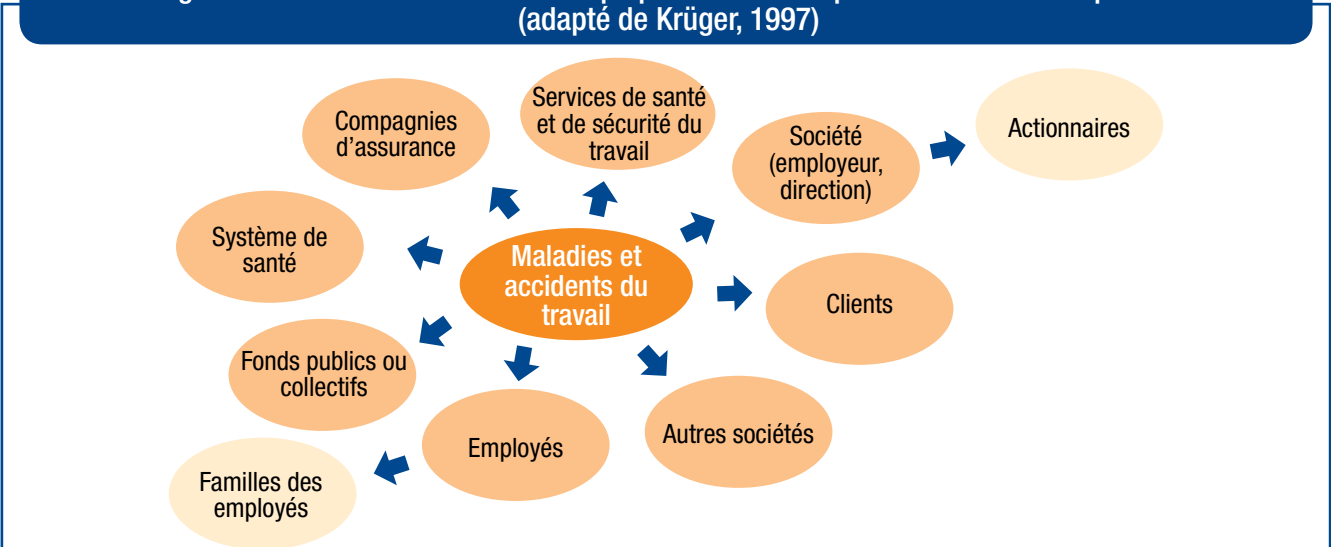 (adapté de Krüger, 1997)
Compagnies
d’assurance
Services de santé
et de sécurité du
travail
Société
(employeur,
direction)
Actionnaires
Système de
santé
Maladies et
accidents du
travail
Clients
Fonds publics ou
collectifs
Employés
Autres sociétés
Familles des
employés